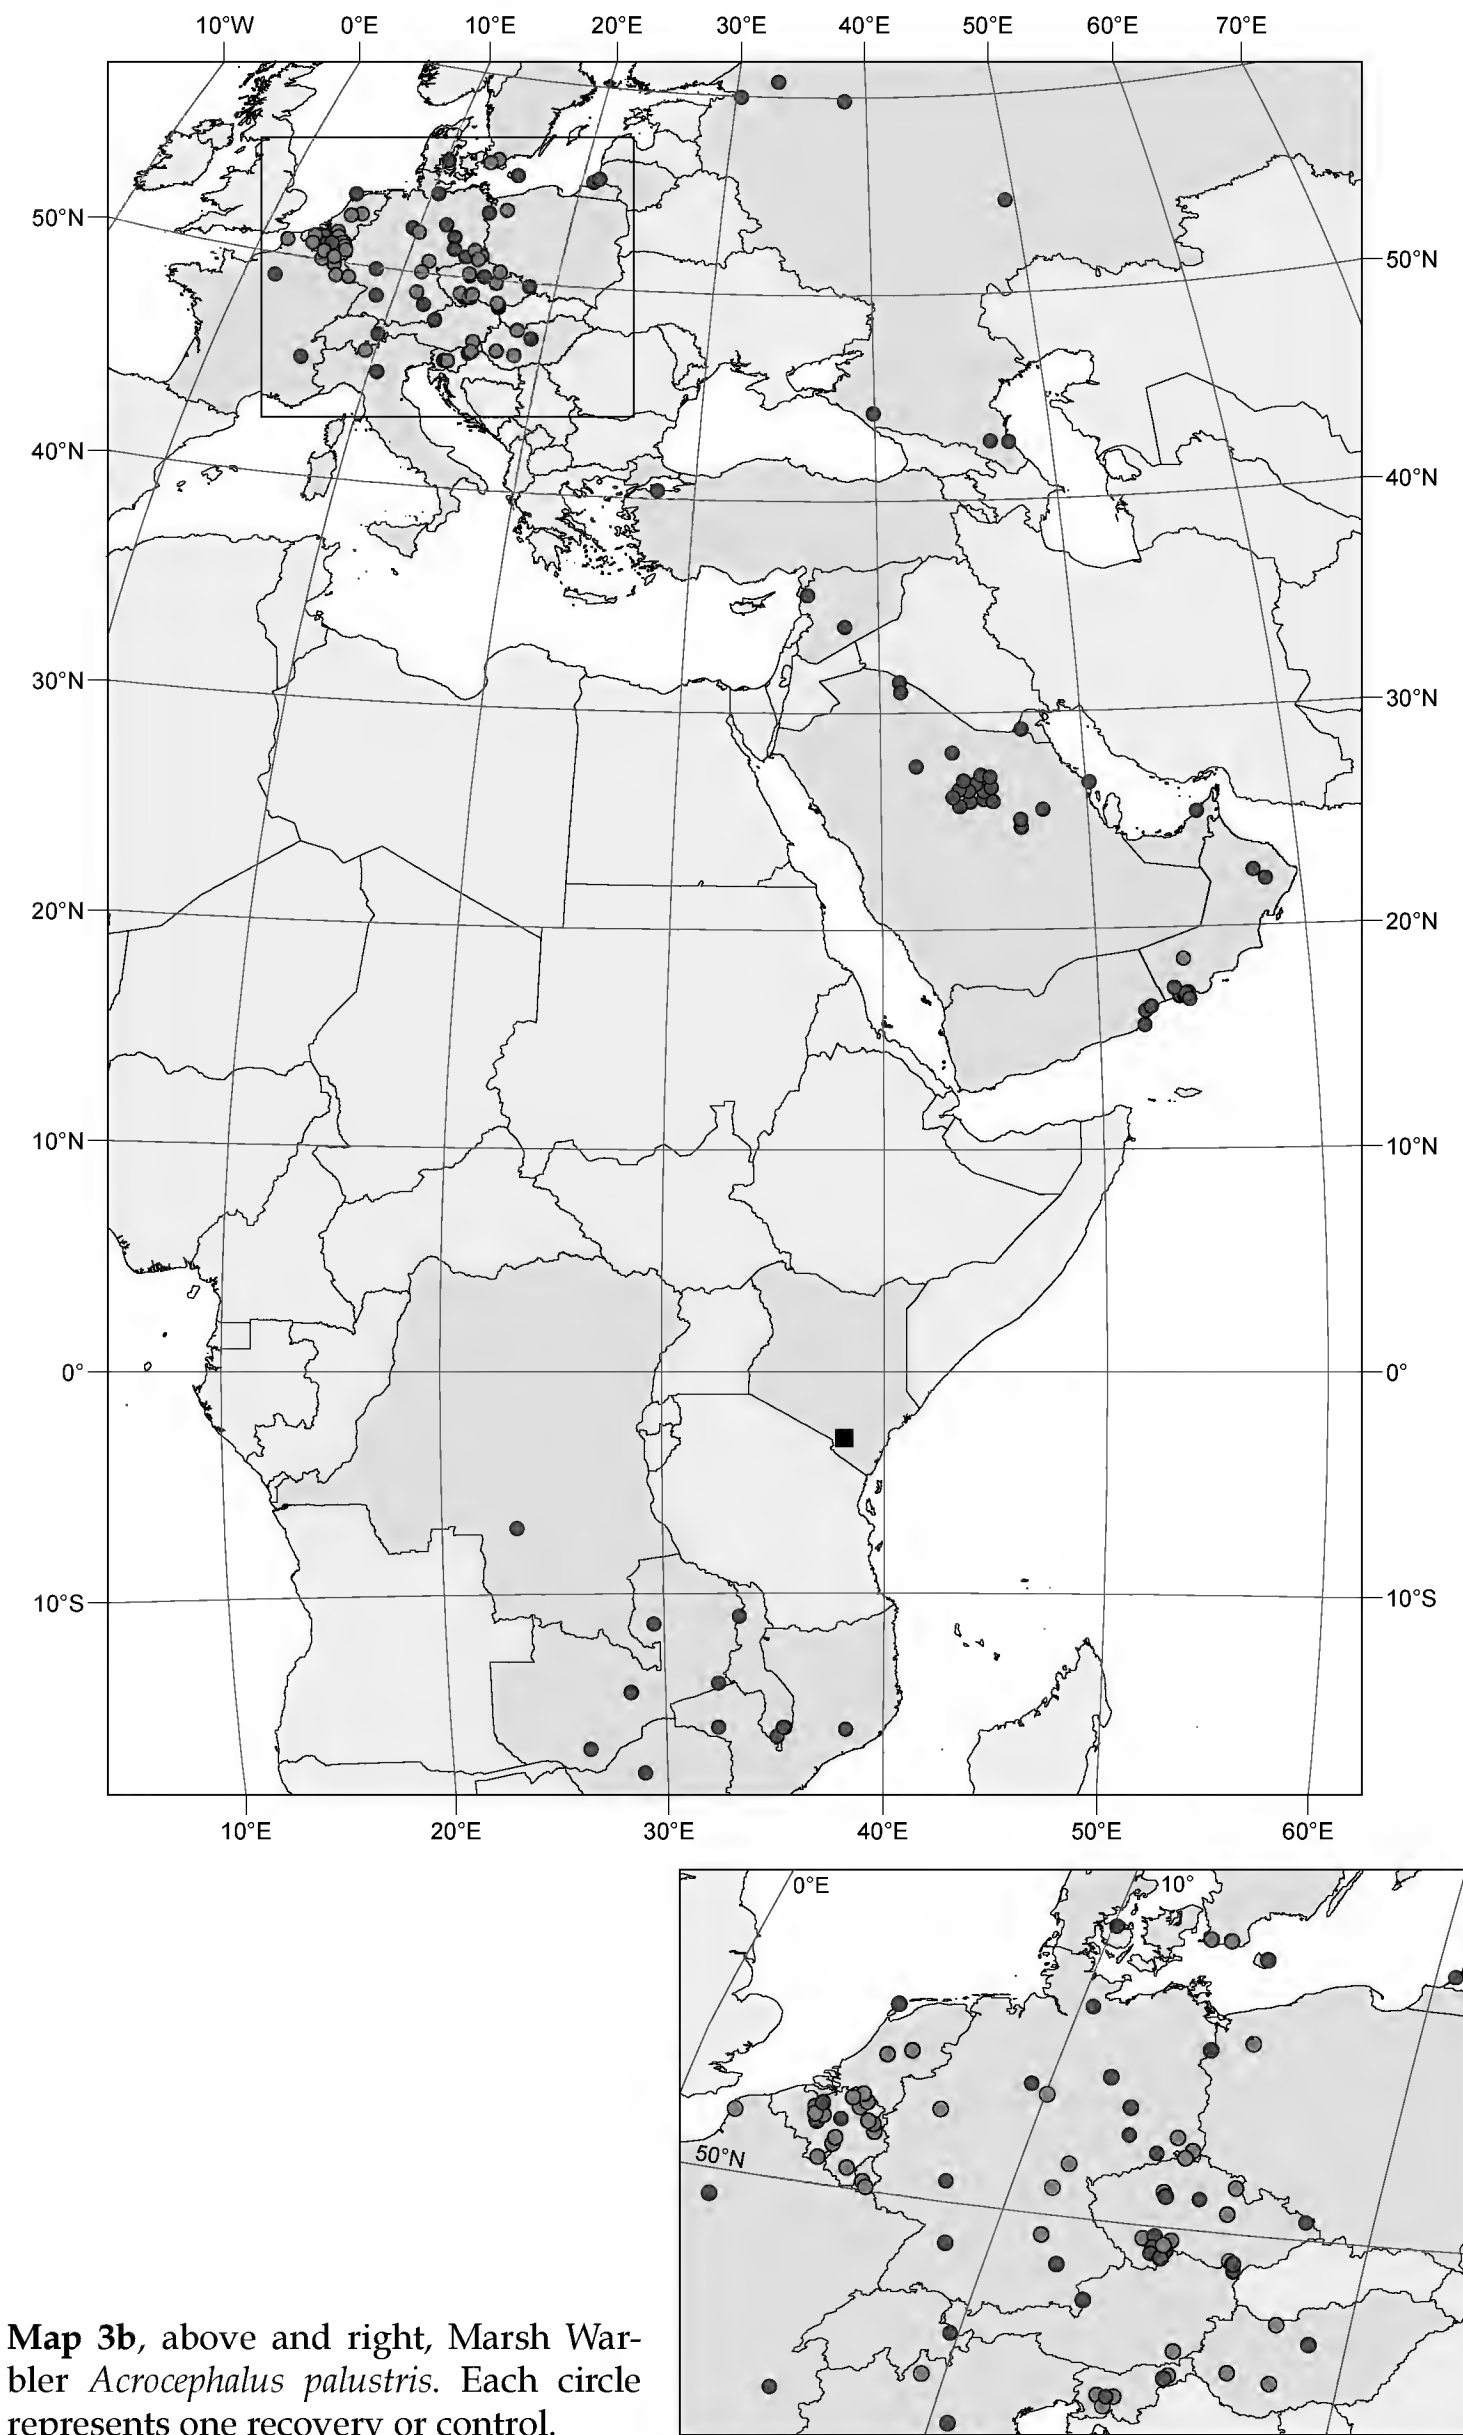 10°W 0°E 10°E 20°E 30°E 40°E 50°E 60°E 70°E
50°N 50°N
40°N 40°N
30°N 30°N
20°N 20°N
10°N 10°N
0° 0°
10°S 10°S
10°E 20°E 30°E 40°E 50°E 60°E
0°E 10°
50°N
Map 3b, above and right, Marsh War-
bler Acrocephalus palustris. Each circle
represents one recovery or control.